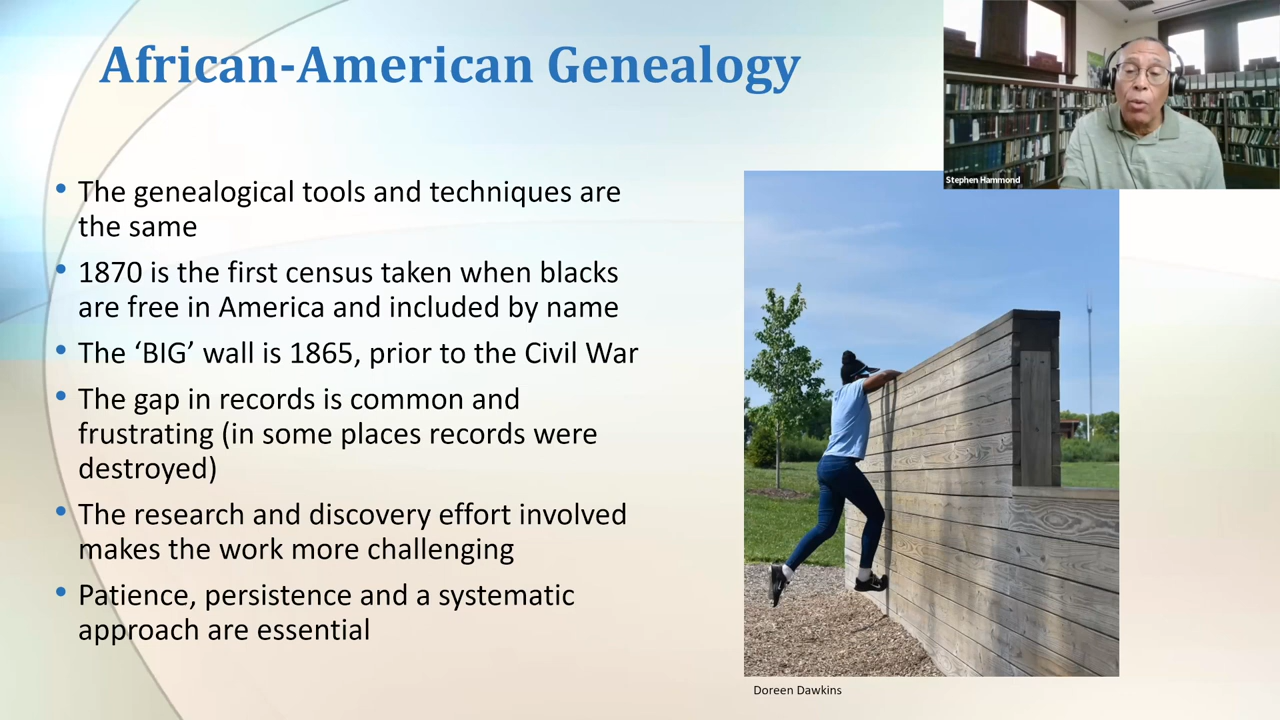 African-American Genealogy
• The genealogical tools and techniques are
the same
• 1870 is the first census taken when blacks
are free in America and included by name
• The ‘BIG’ wall is 1865, prior to the Civil War
• The gap in records is common and
frustrating (in some places records were
destroyed)
• The research and discovery effort involved
makes the work more challenging
• Patience, persistence and a systematic
approach are essential
Stephen Hammond
Doreen Dawkins